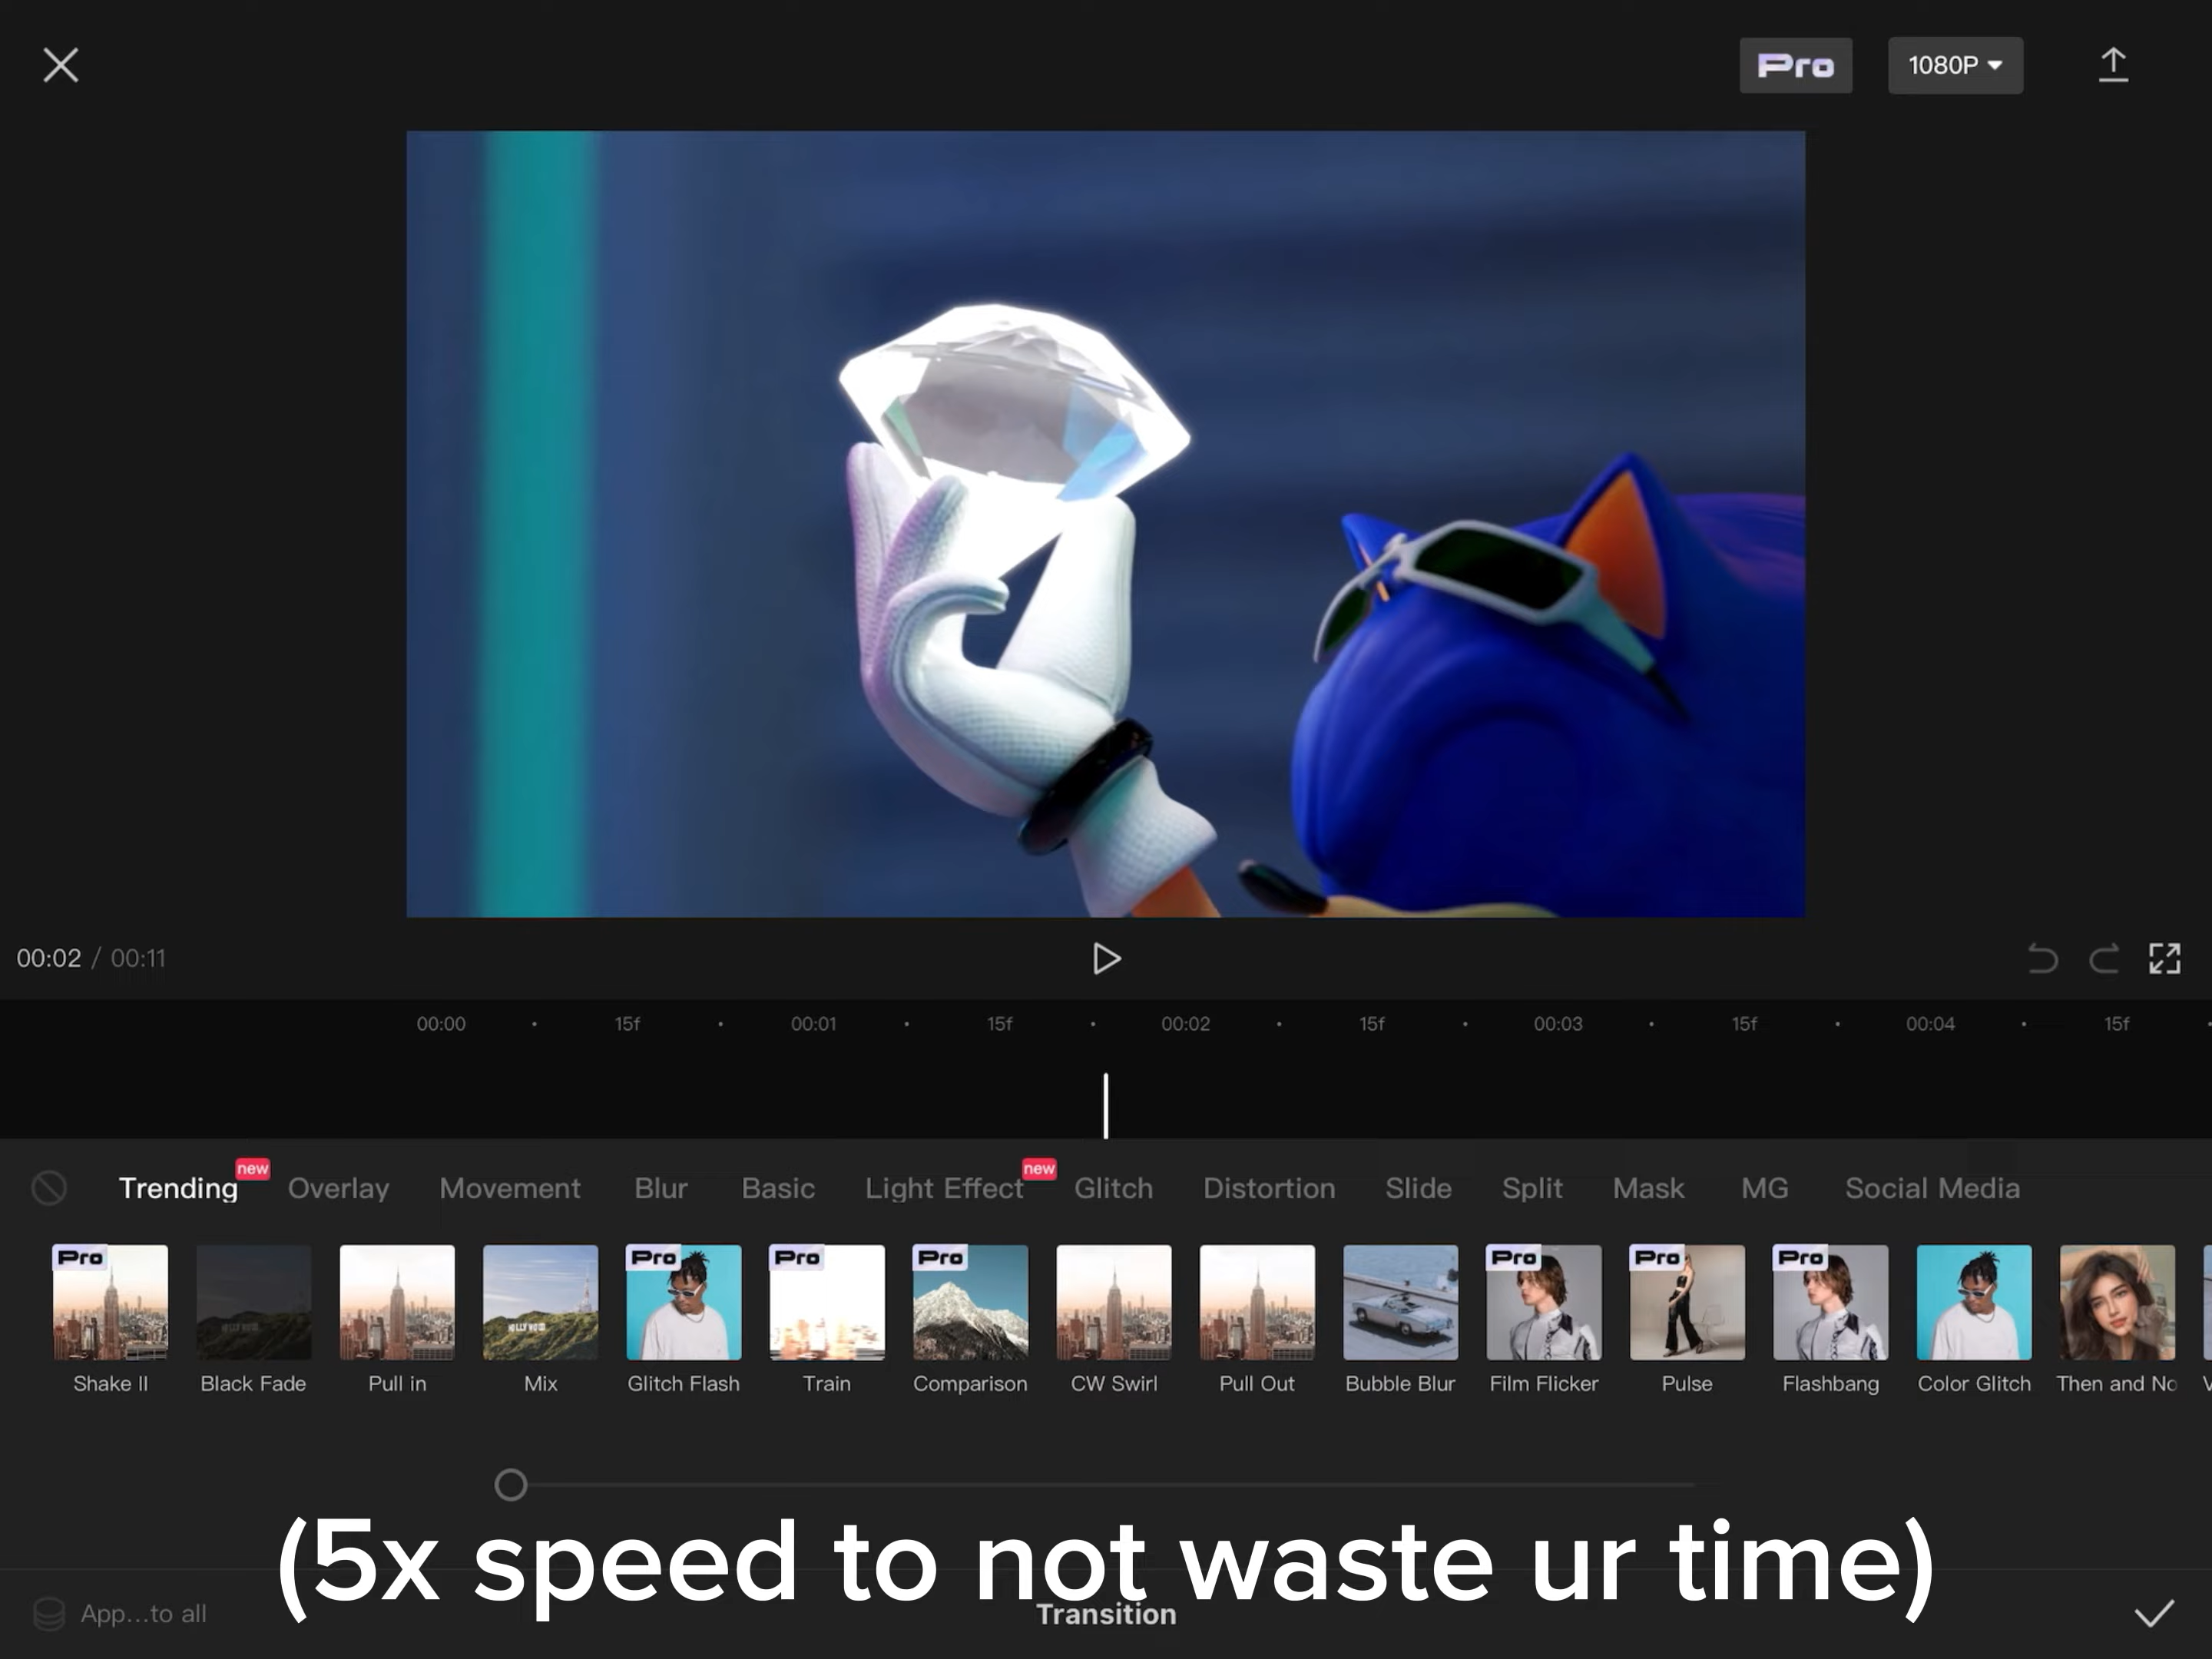 Pro 1080P
00:02 / 00:11
00:00 15f 00:01 15f 00:02 15f 00:03 15f 00:04 15f
new new
Trending Overlay Movement Blur Basic Light Effect Glitch Distortion Slide Split Mask MG Social Media
Pro Pro Pro Pro Pro Pro Pro
HOLLYWOOD
Shake II Black Fade Pull in Mix Glitch Flash Train Comparison CW Swirl Pull Out Bubble Blur Film Flicker Pulse Flashbang Color Glitch Then and No
(5x speed to not waste ur time)
App...to all Transition